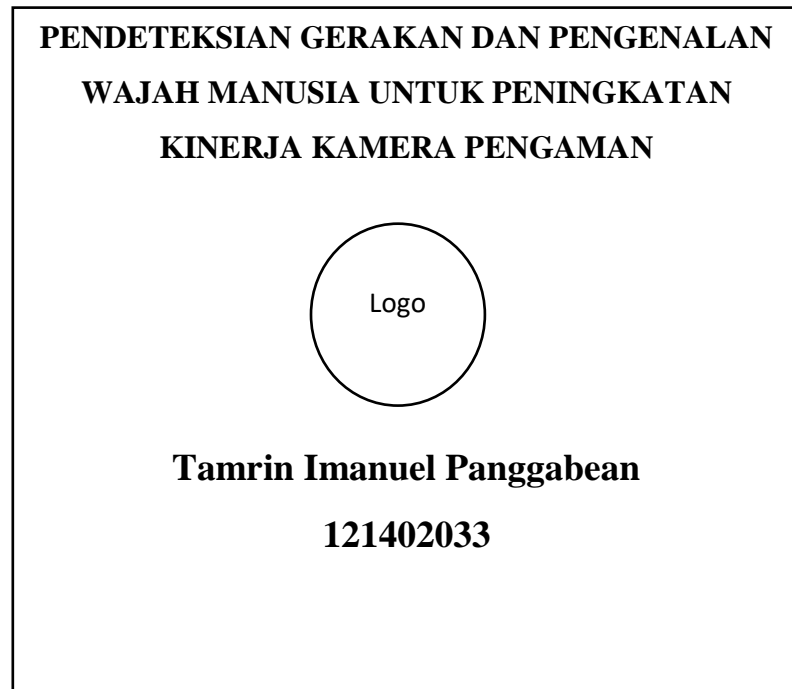 PENDETEKSIAN GERAKAN DAN PENGENALAN
WAJAH MANUSIA UNTUK PENINGKATAN
KINERJA KAMERA PENGAMAN
Logo
Tamrin Imanuel Panggabean
121402033